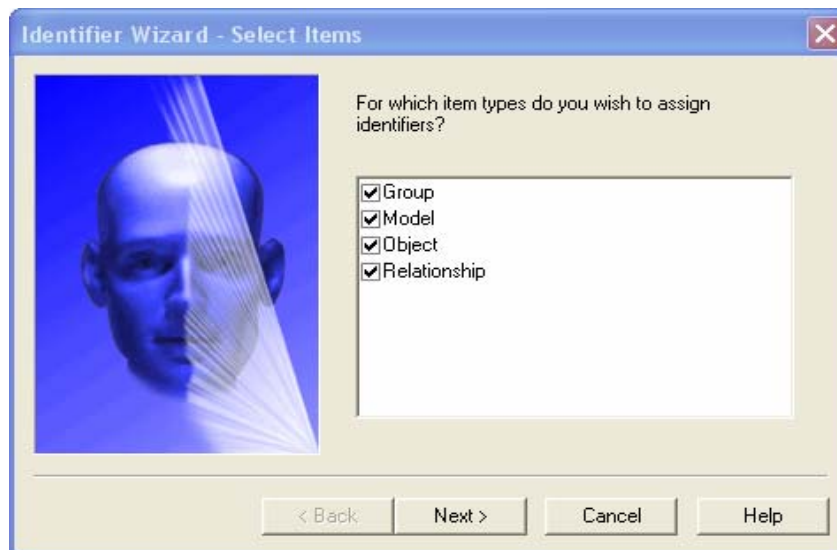 Identifier Wizard - Select Items
For which item types do you wish to assign
identifiers?
Group
Model
Object
Relationship
< Back
Next >
Cancel
Help